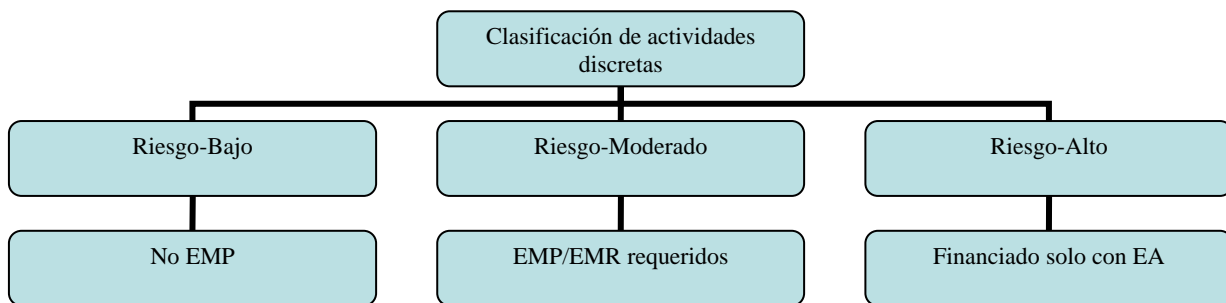 Clasificación de actividades
discretas
Riesgo-Bajo
Riesgo-Moderado
Riesgo-Alto
No EMP
EMP/EMR requeridos
Financiado solo con EA